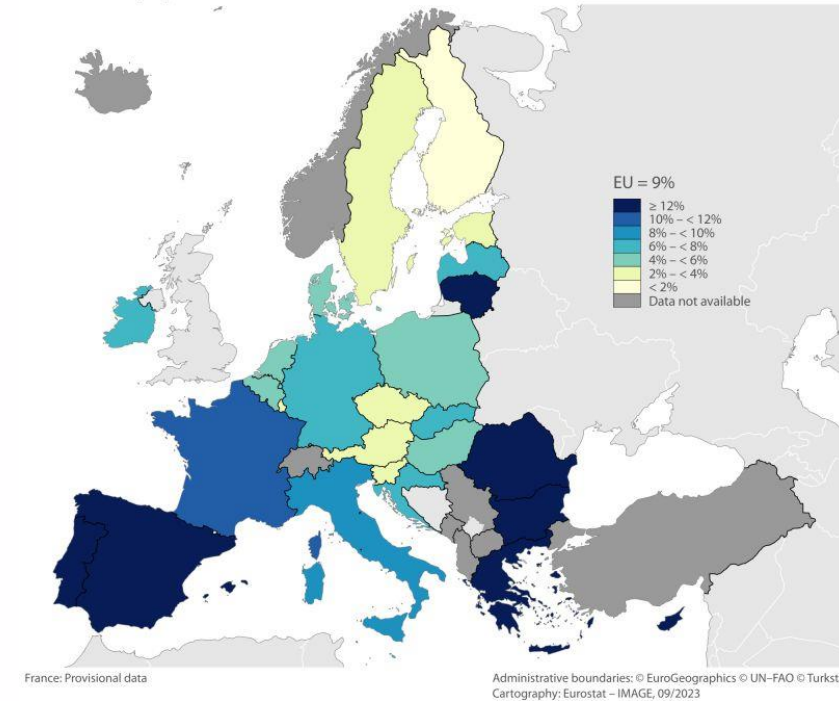 EU = 9%
≥ 12%
10% – < 12%
8% – < 10%
6% – < 8%
4% – < 6%
2% – < 4%
< 2%
Data not available
France: Provisional data
Administrative boundaries: © EuroGeographics © UN–FAO © Turkst
Cartography: Eurostat – IMAGE, 09/2023